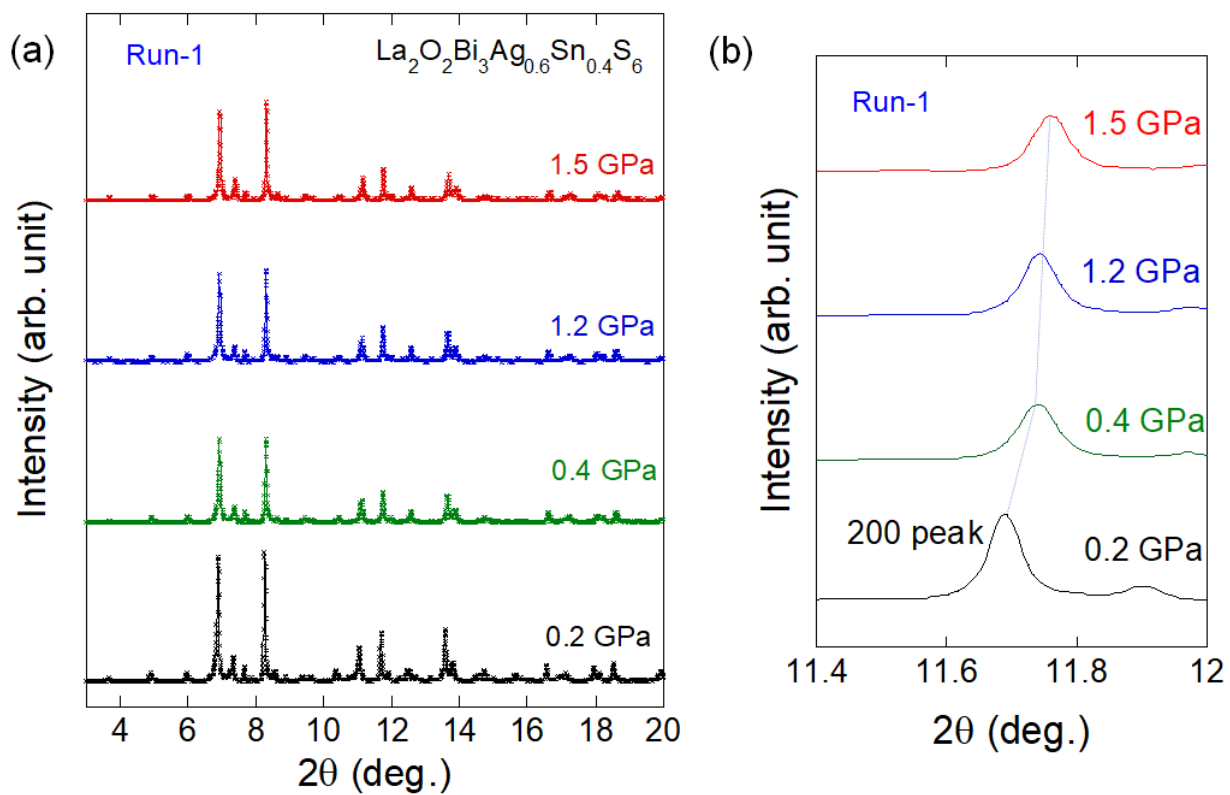 (a)
Run-1
La₂O₂Bi₃Ag₀.₆Sn₀.₄S₆
1.5 GPa
1.2 GPa
0.4 GPa
0.2 GPa
Intensity (arb. unit)
4 6 8 10 12 14 16 18 20
2θ (deg.)
(b)
Run-1
1.5 GPa
1.2 GPa
0.4 GPa
200 peak
0.2 GPa
Intensity (arb. unit)
11.4 11.6 11.8 12
2θ (deg.)